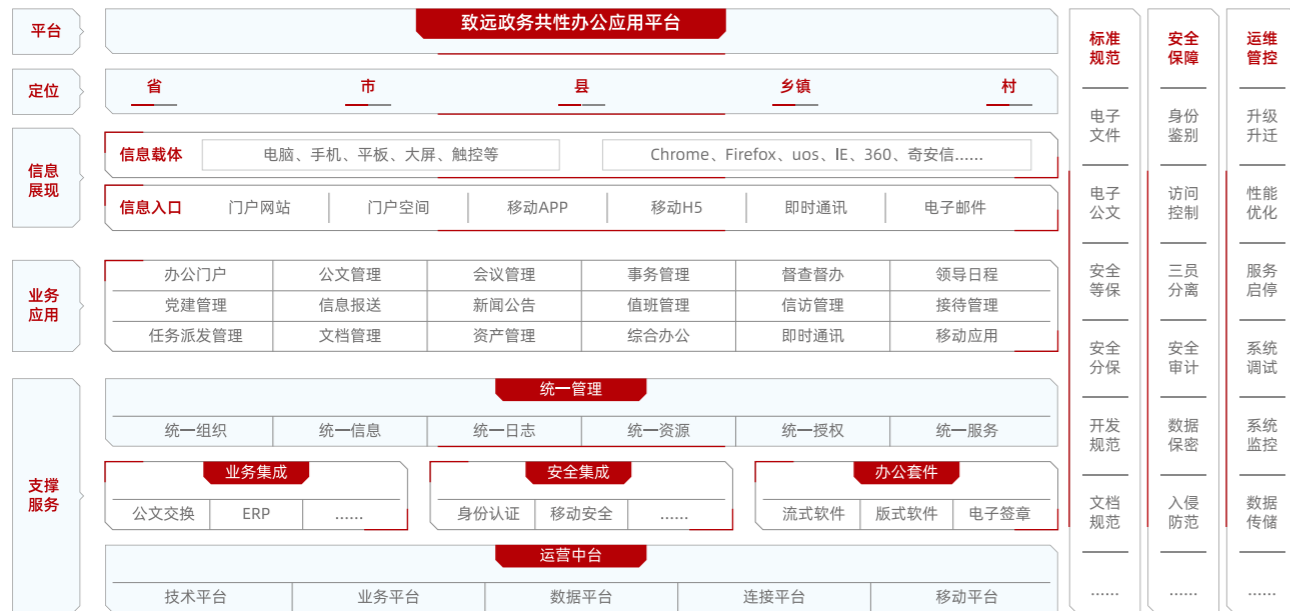 平台
致远政务共性办公应用平台
定位
省 市 县 乡镇 村
信息
展现
信息载体 电脑、手机、平板、大屏、触控等 Chrome、Firefox、uos、IE、360、奇安信......
信息入口 门户网站 门户空间 移动APP 移动H5 即时通讯 电子邮件
业务
应用
办公门户 公文管理 会议管理 事务管理 督查督办 领导日程
党建管理 信息报送 新闻公告 值班管理 信访管理 接待管理
任务派发管理 文档管理 资产管理 综合办公 即时通讯 移动应用
支撑
服务
统一管理
统一组织 统一信息 统一日志 统一资源 统一授权 统一服务
业务集成
公文交换 ERP ......
安全集成
身份认证 移动安全 ......
办公套件
流式软件 版式软件 电子签章
运营中台
技术平台 业务平台 数据平台 连接平台 移动平台
标准
规范
电子
文件
电子
公文
安全
等保
安全
分保
开发
规范
文档
规范
......
安全
保障
身份
鉴别
访问
控制
三员
分离
安全
审计
数据
保密
入侵
防范
......
运维
管控
升级
升迁
性能
优化
服务
启停
系统
调试
系统
监控
数据
传储
......